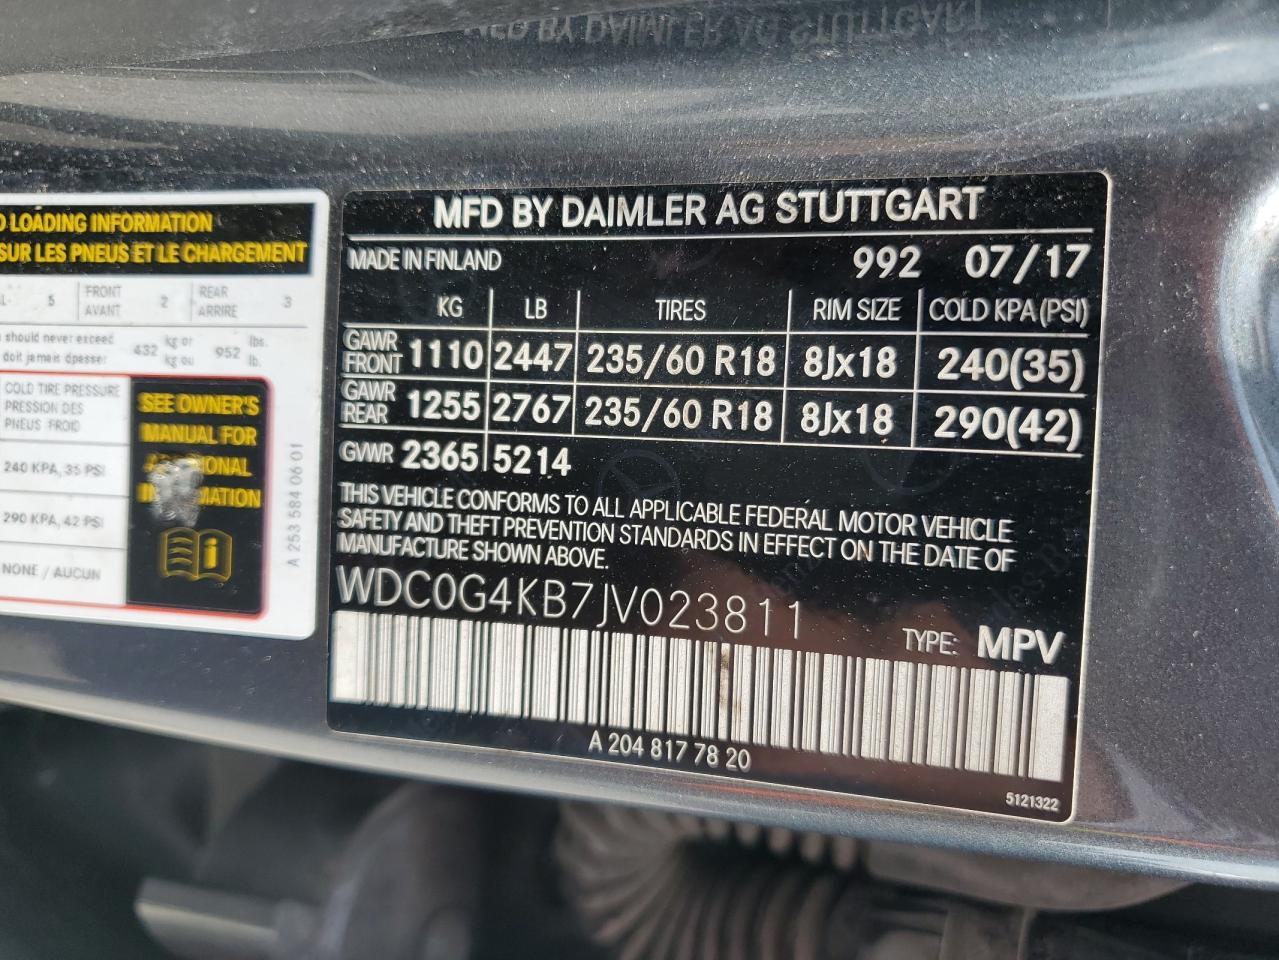 NED BY DAIMLER AG STUTTGART
D LOADING INFORMATION
SUR LES PNEUS ET LE CHARGEMENT
5 FRONT AVANT 2 REAR ARRIERE 3
should never exceed 432 kg or 952 lbs.
doit jamais dpesser kg ou lb.
COLD TIRE PRESSURE
PRESSION DES
PNEUS FROID
240 KPA, 35 PSI
290 KPA, 42 PSI
NONE / AUCUN
SEE OWNER'S
MANUAL FOR
A 253 584 06 01
MFD BY DAIMLER AG STUTTGART
MADE IN FINLAND 992 07/17
KG LB TIRES RIM SIZE COLD KPA (PSI)
GAWR FRONT 1110 2447 235/60 R18 8Jx18 240(35)
GAWR REAR 1255 2767 235/60 R18 8Jx18 290(42)
GVWR 2365 5214
THIS VEHICLE CONFORMS TO ALL APPLICABLE FEDERAL MOTOR VEHICLE
SAFETY AND THEFT PREVENTION STANDARDS IN EFFECT ON THE DATE OF
MANUFACTURE SHOWN ABOVE.
WDC0G4KB7JV023811
TYPE: MPV
A 204 817 78 20
5121322